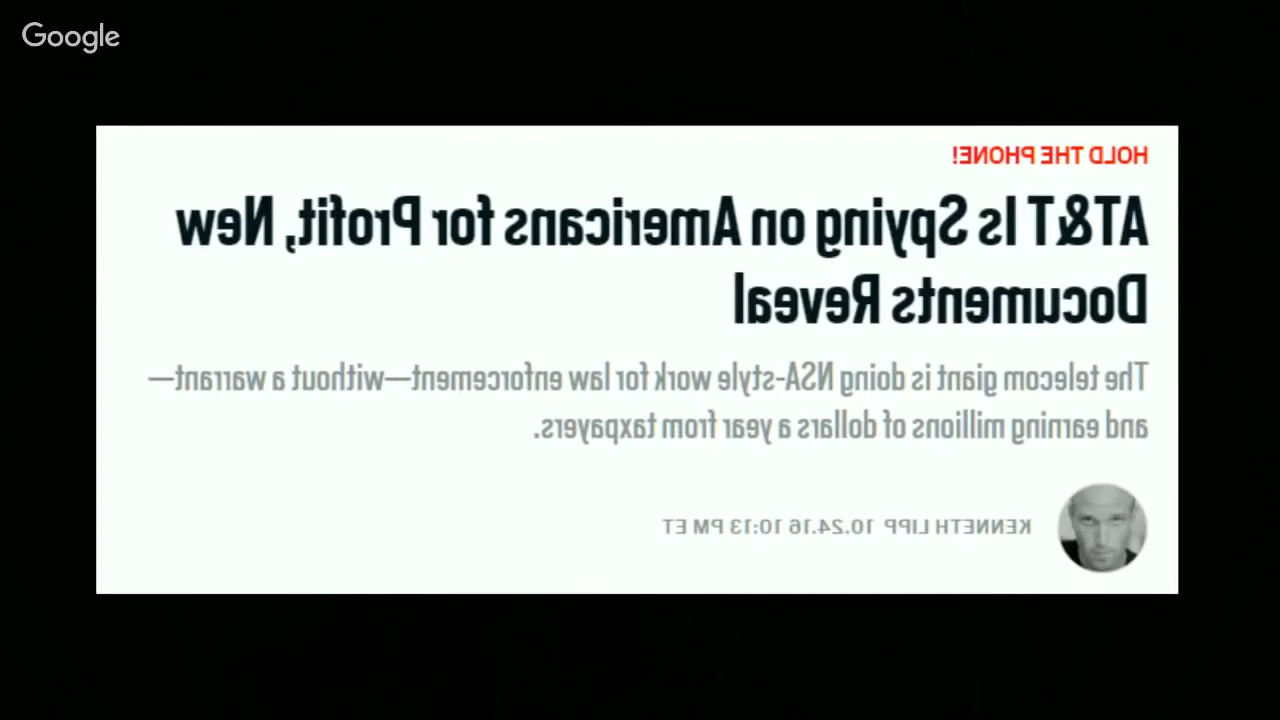 Google
HOLD THE PHONE!
AT&T Is Spying on Americans for Profit, New
Documents Reveal
The telecom giant is doing NSA-style work for law enforcement—without a warrant—
and earning millions of dollars a year from taxpayers.
KENNETH LIPP 10.24.16 10:13 PM ET